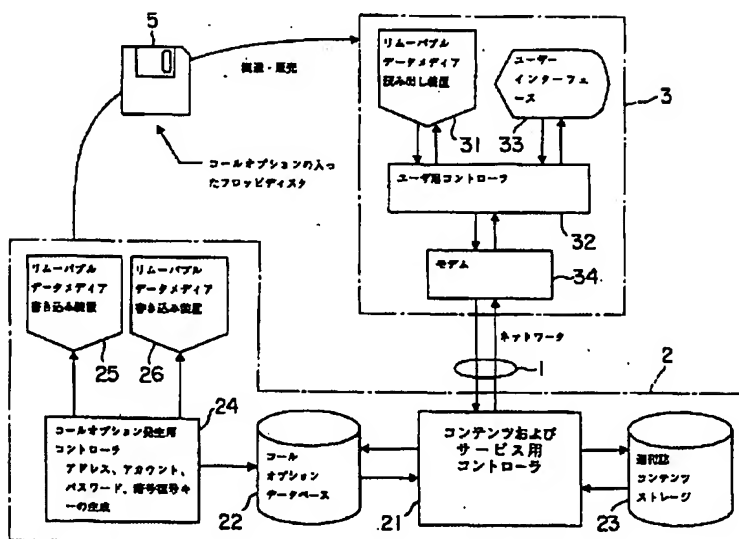 5
流通・販売
コールオプションの入っ
たフロッピディスク
リムーバブル
データメディア
読み出し装置
31
ユーザー
インターフェ
ース
33
3
ユーザ用コントローラ
32
モデム
34
ネットワーク
1
2
リムーバブル
データメディア
書き込み装置
25
リムーバブル
データメディア
書き込み装置
26
24
コールオプション発生用
コントローラ
アドレス、アカウント、
パスワード、暗号復号キ
ーの生成
コール
オプション
データベース
22
コンテンツおよび
サービス用
コントローラ
21
コンテンツ
ストレージ
23